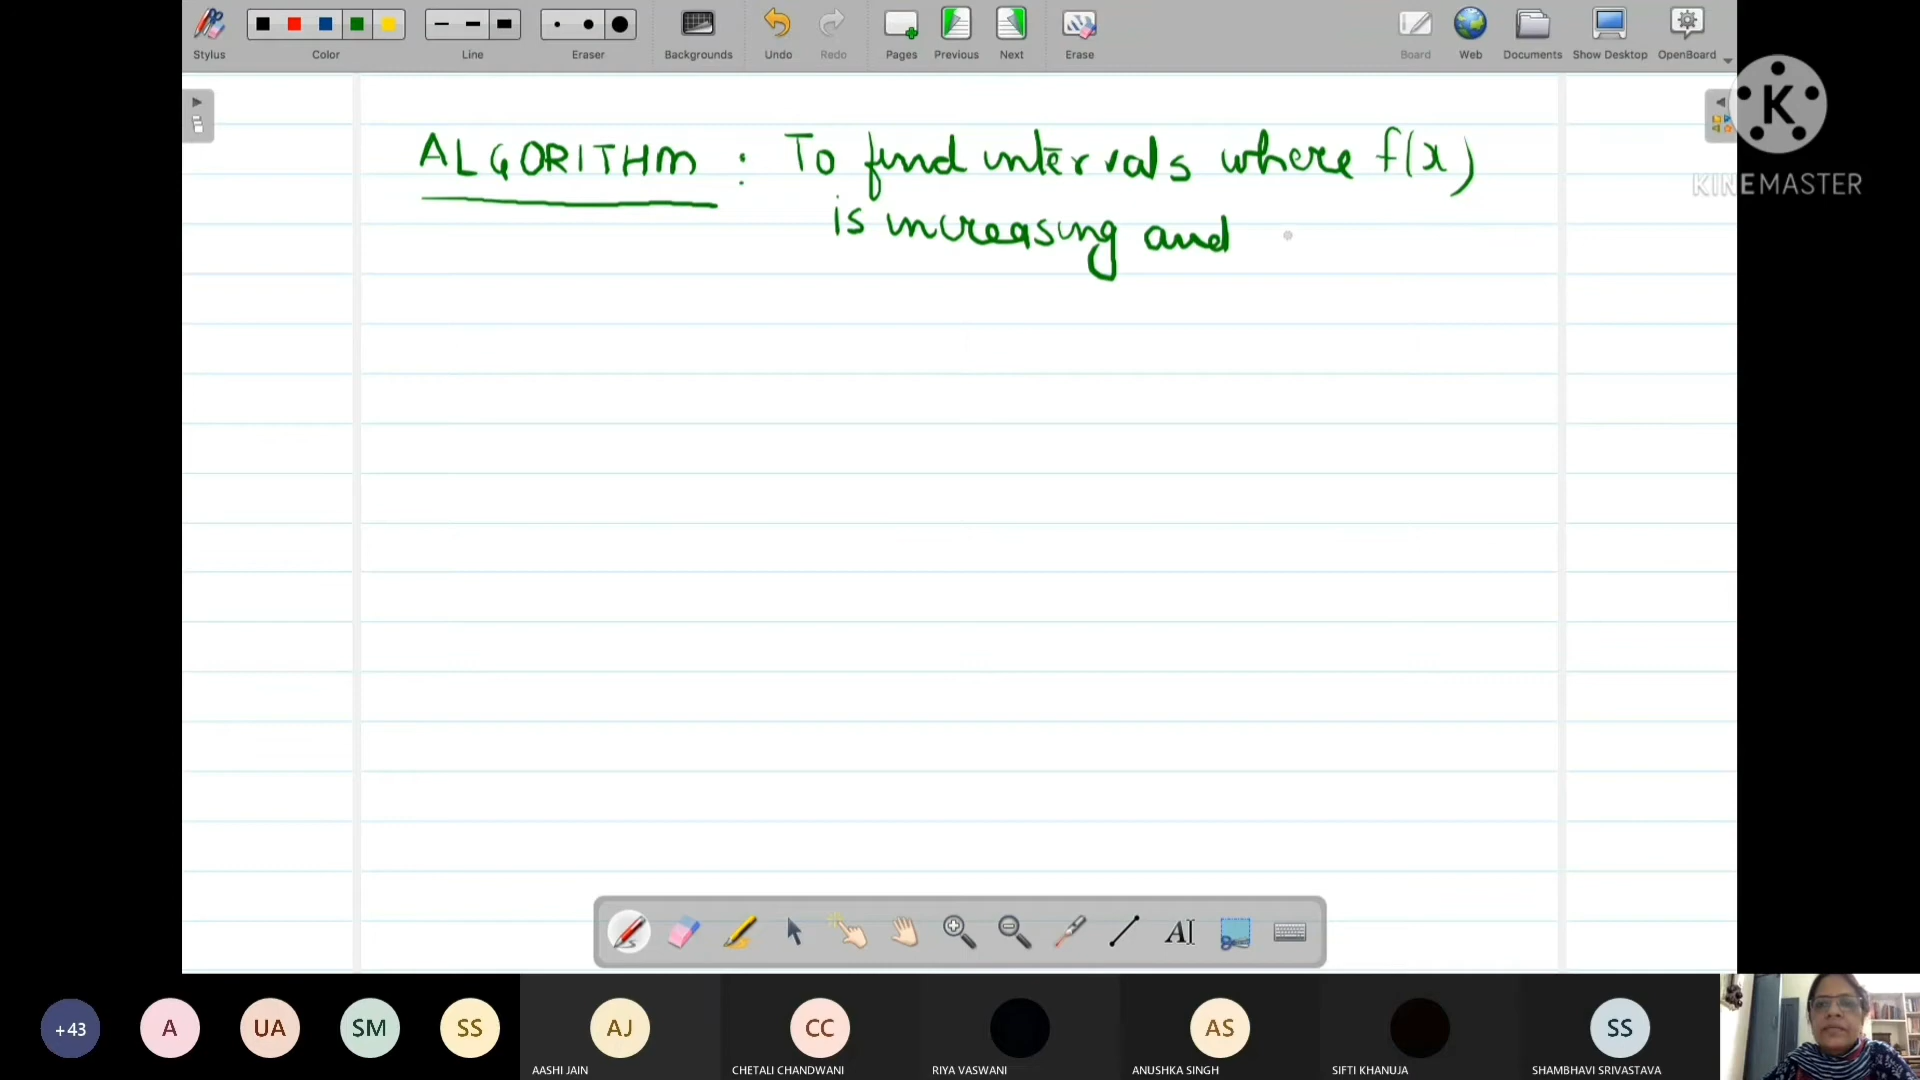 Stylus
Color
Line
Eraser
Backgrounds
Undo
Redo
Pages
Previous
Next
Erase
Board
Web
Documents
Show Desktop
OpenBoard
K
KINEMASTER
ALGORITHM : To find intervals where f(x)
is increasing and
AI
+43
A
UA
SM
SS
AJ
CC
AS
SS
AASHI JAIN
CHETALI CHANDWANI
RIYA VASWANI
ANUSHKA SINGH
SIFTI KHANUJA
SHAMBHAVI SRIVASTAVA